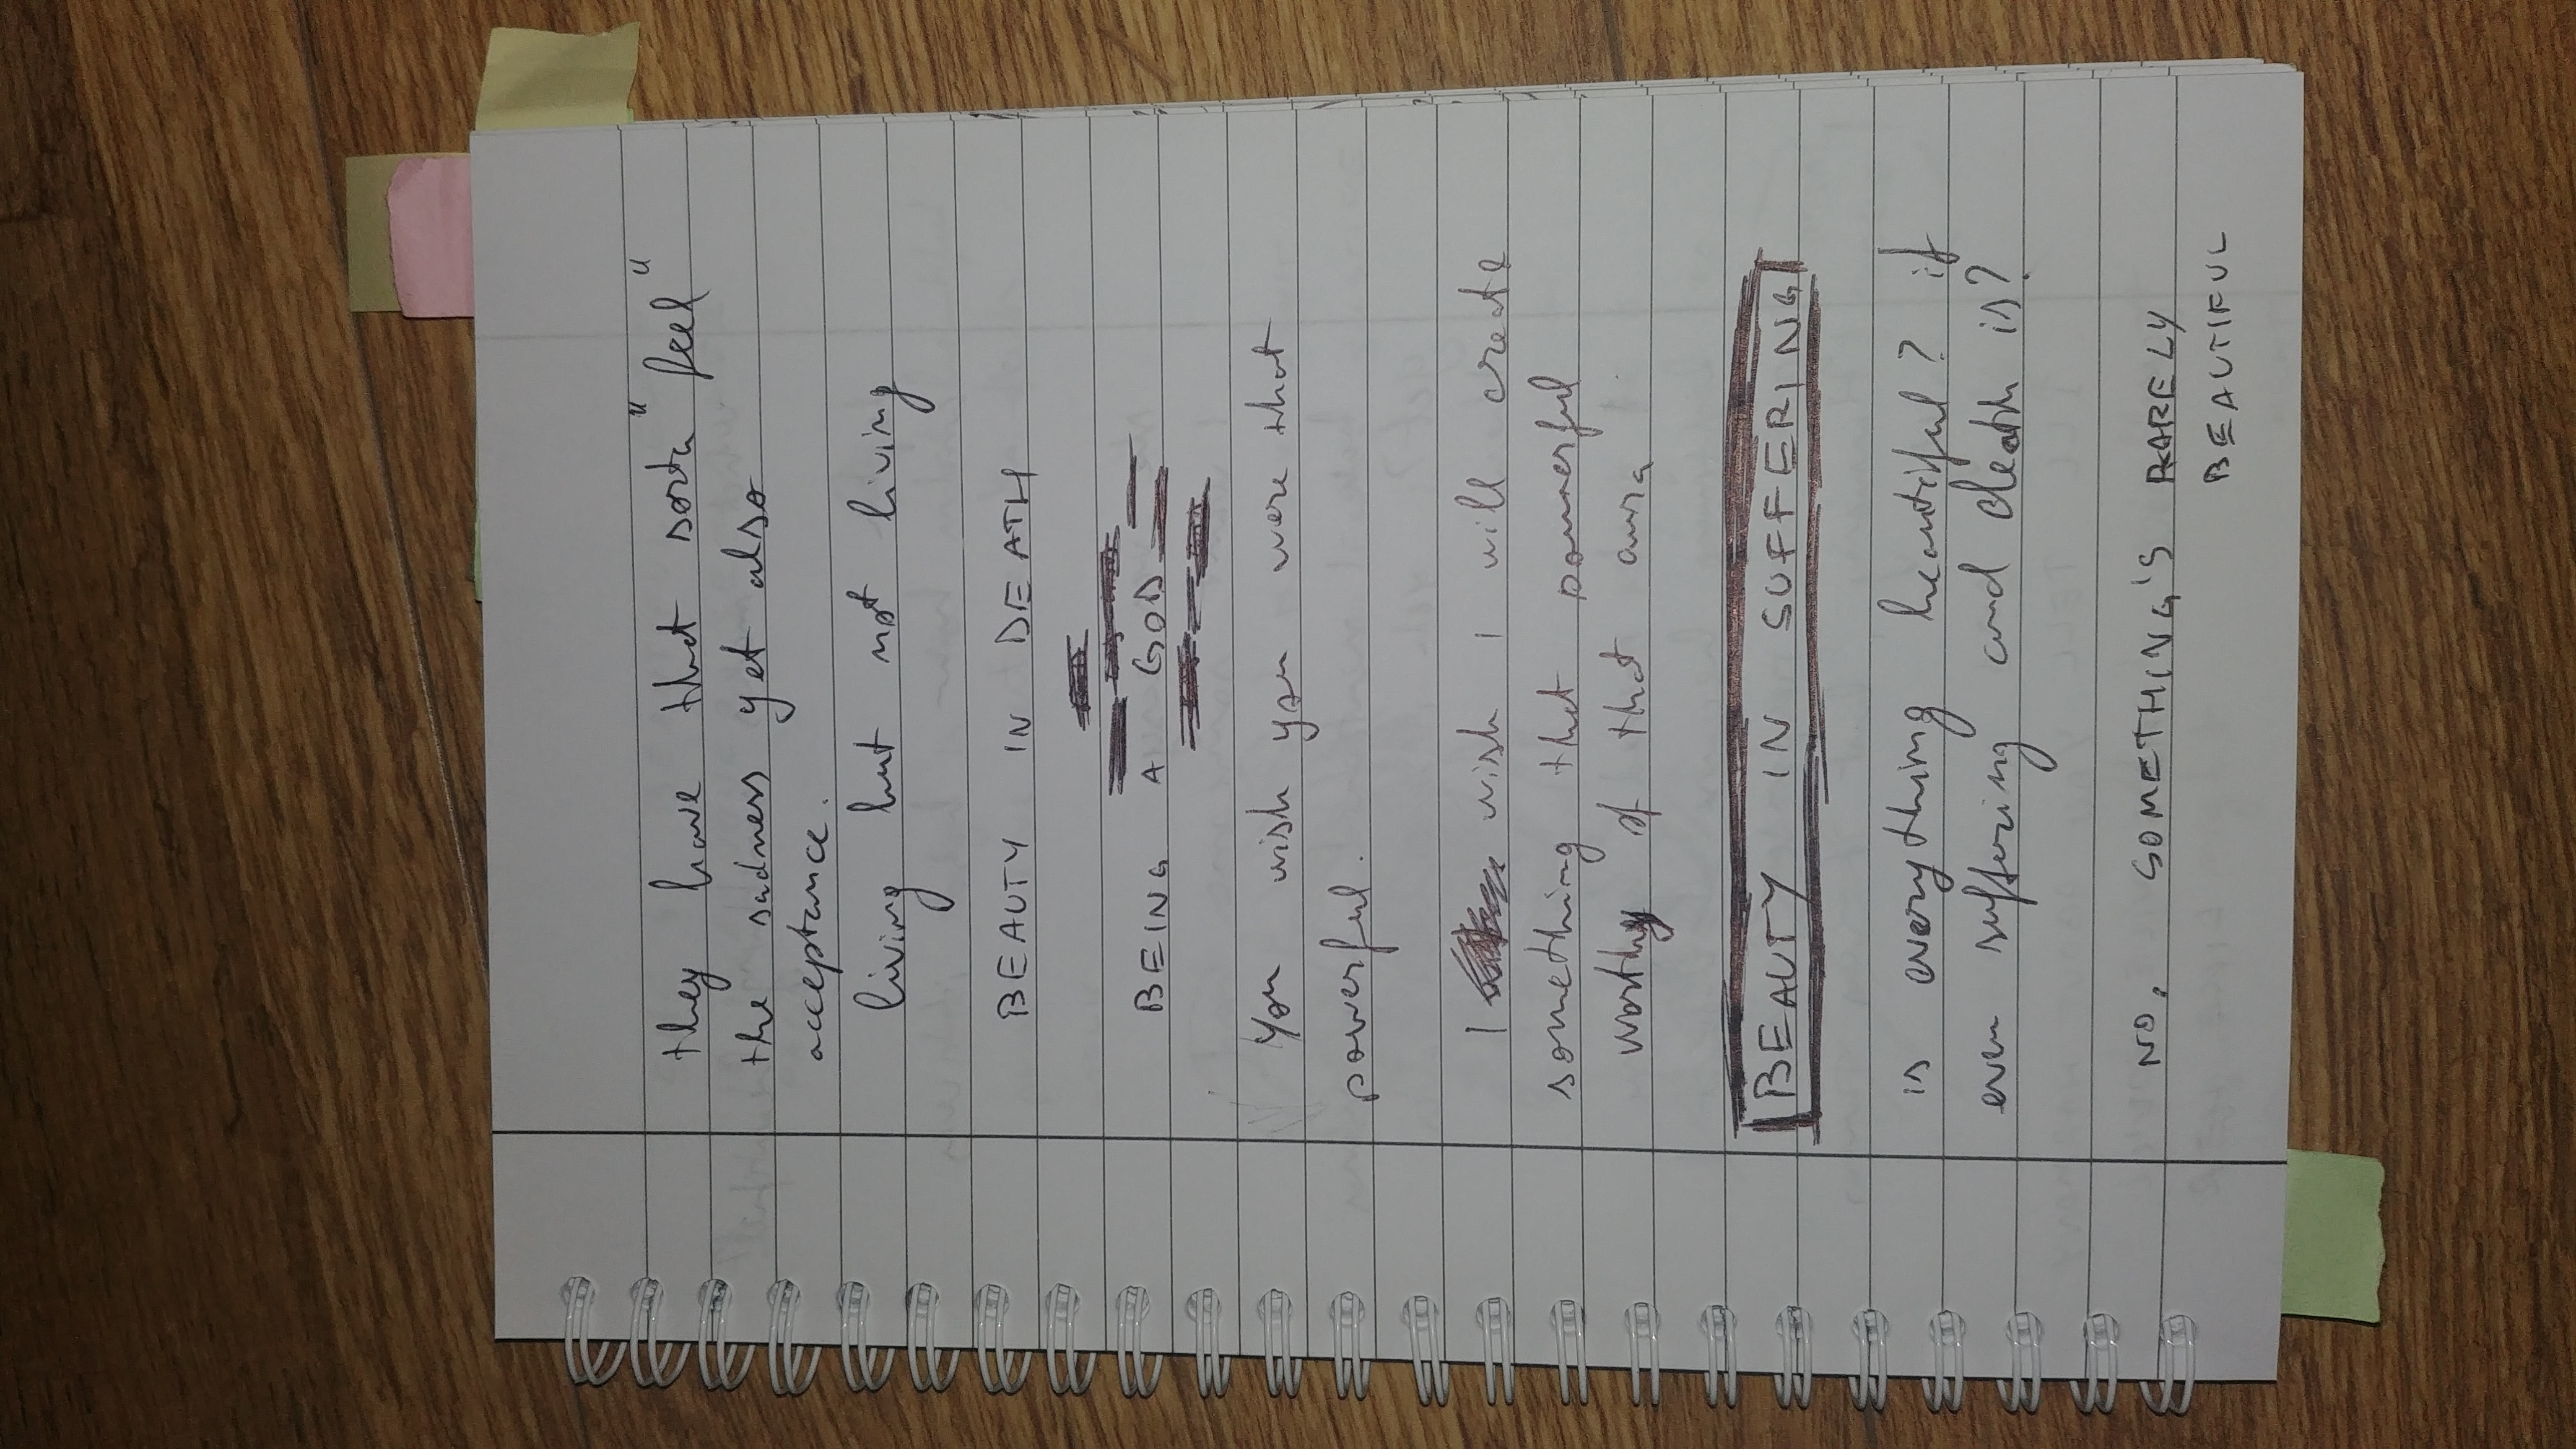 they have that sorta "feel"
the sadness yet also
acceptance.
living but not living
BEAUTY IN DEATH
BEING A GOD
You wish you were that
powerful.
I wish I will create
something that powerful
worthy of that aura
BEAUTY IN SUFFERING
is everything beautiful? if
even suffering and death is?
NO. SOMETHING'S RARELY
BEAUTIFUL